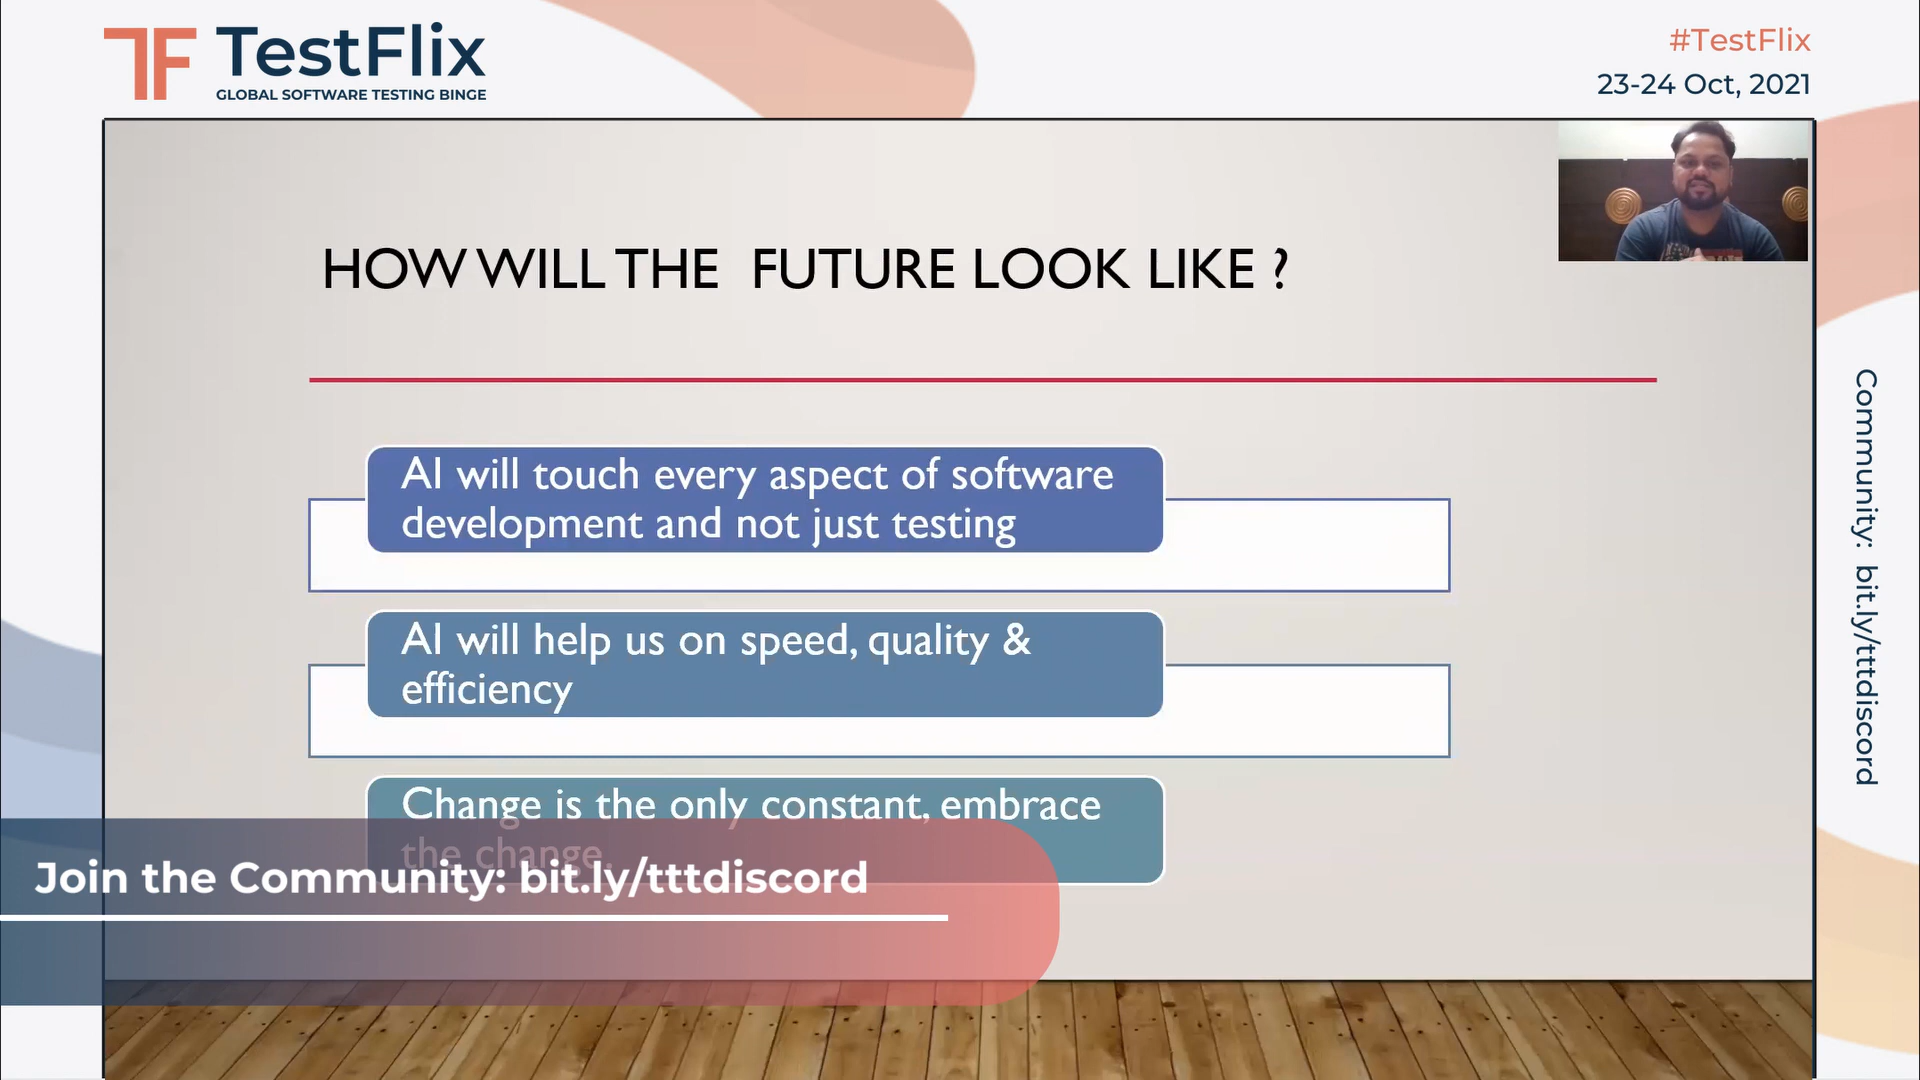 TF TestFlix
GLOBAL SOFTWARE TESTING BINGE
#TestFlix
23-24 Oct, 2021
HOW WILL THE FUTURE LOOK LIKE ?
AI will touch every aspect of software
development and not just testing
AI will help us on speed, quality &
efficiency
Change is the only constant, embrace
the change.
Join the Community: bit.ly/tttdiscord
Community: bit.ly/tttdiscord